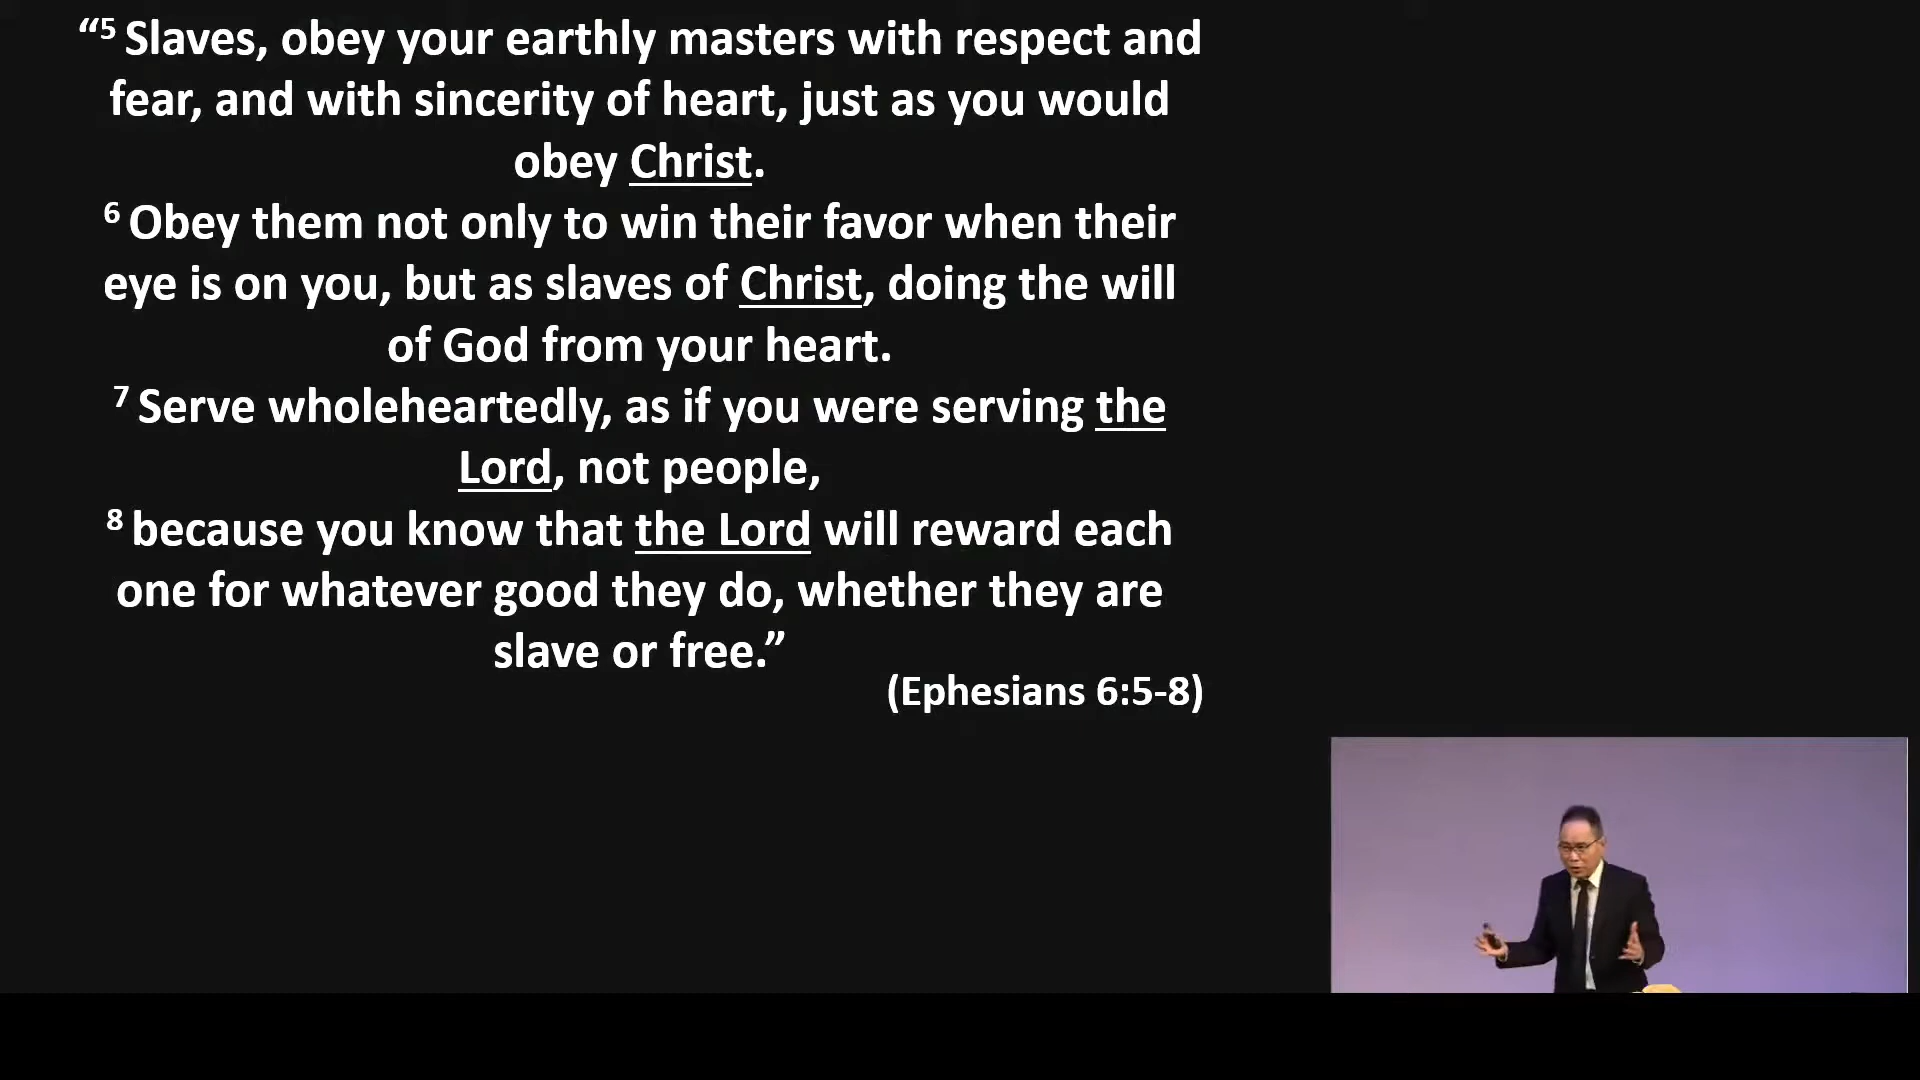 “⁵ Slaves, obey your earthly masters with respect and
fear, and with sincerity of heart, just as you would
obey Christ.
⁶ Obey them not only to win their favor when their
eye is on you, but as slaves of Christ, doing the will
of God from your heart.
⁷ Serve wholeheartedly, as if you were serving the
Lord, not people,
⁸ because you know that the Lord will reward each
one for whatever good they do, whether they are
slave or free.”
(Ephesians 6:5-8)